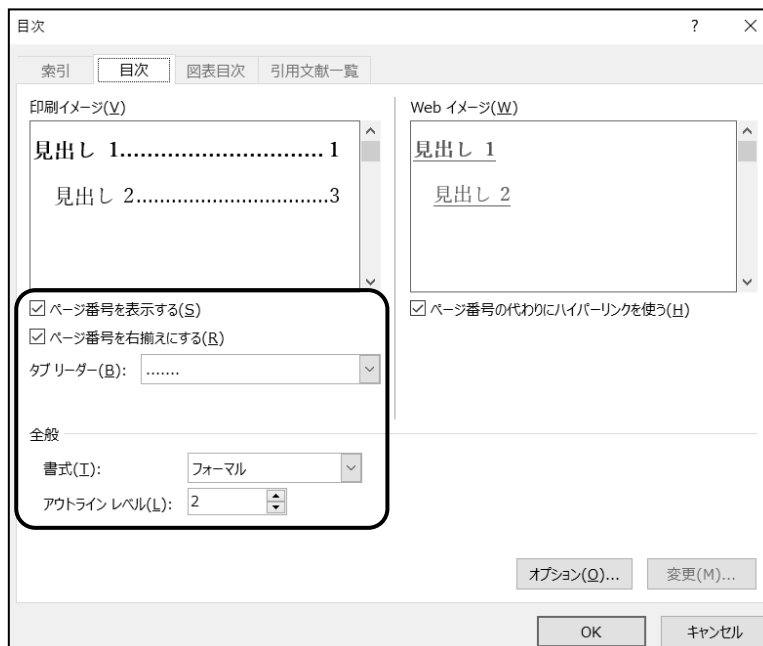 目次 ?
索引 目次 図表目次 引用文献一覧
印刷イメージ(V)
見出し 1............................. 1
見出し 2.................................3
Web イメージ(W)
見出し 1
見出し 2
ページ番号を表示する(S)
ページ番号を右揃えにする(R)
タブ リーダー(B): .......
ページ番号の代わりにハイパーリンクを使う(H)
全般
書式(T): フォーマル
アウトライン レベル(L): 2
オプション(O)... 変更(M)...
OK キャンセル